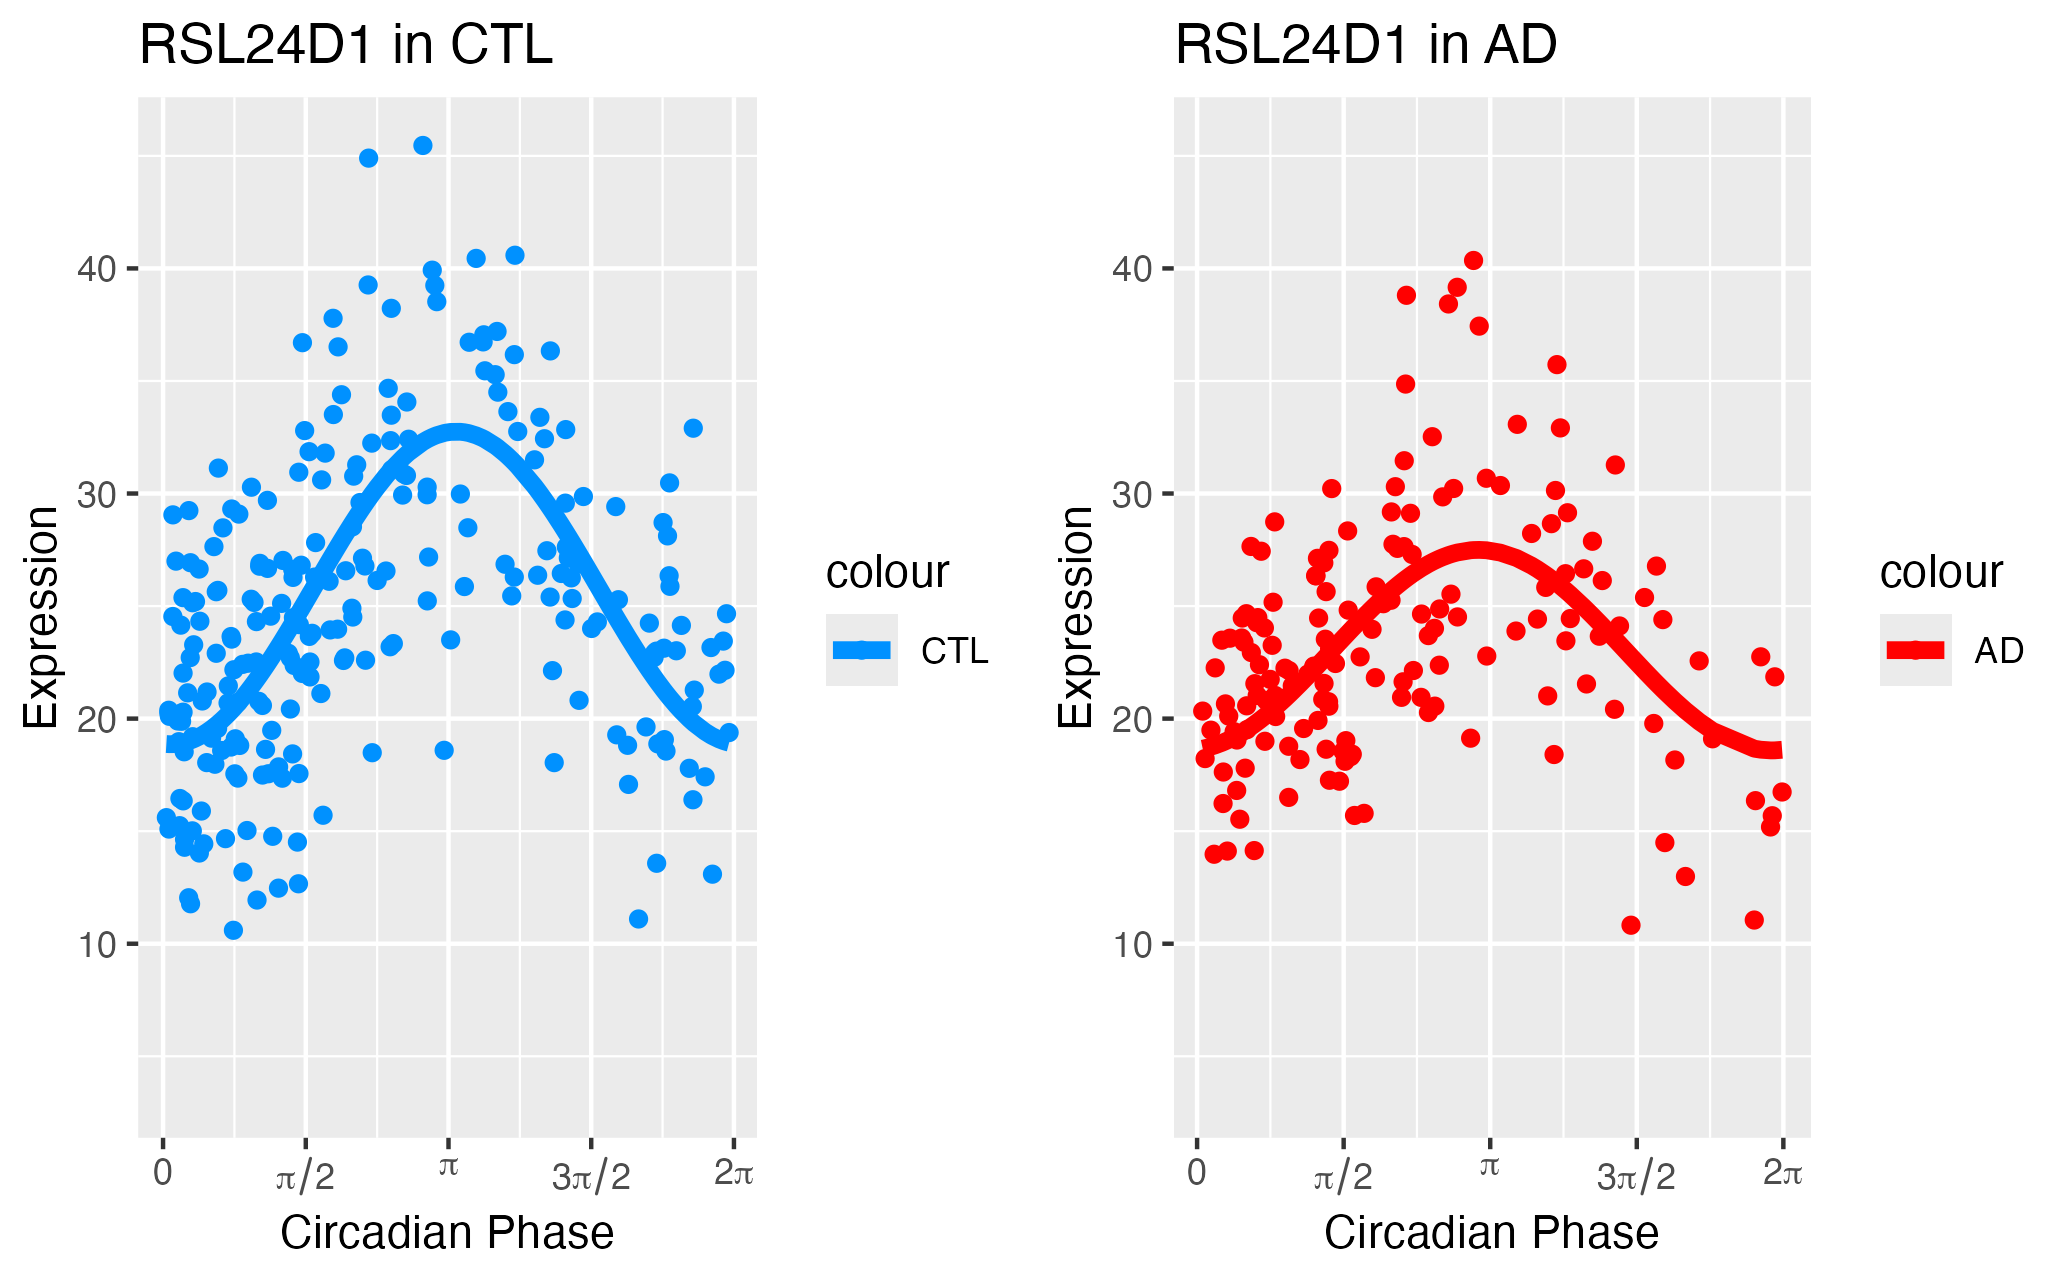 RSL24D1 in CTL
Expression
40
30
20
10
0
π/2
π
3π/2
2π
Circadian Phase
colour
CTL
RSL24D1 in AD
Expression
40
30
20
10
0
π/2
π
3π/2
2π
Circadian Phase
colour
AD